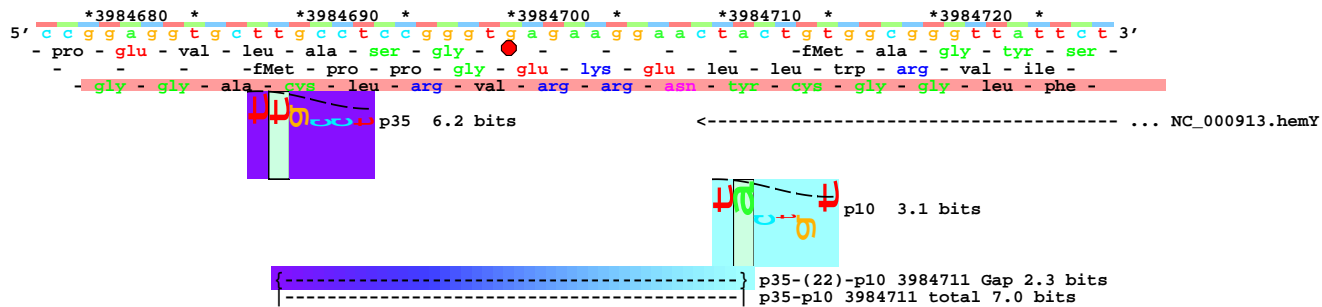 *3984680 * *3984690 * *3984700 * *3984710 * *3984720 *
5' c c g g a g g t g c t t g c c t c c g g g t g a g a a g g a a c t a c t g t g g c g g g t t a t t c t 3'
- pro - glu - val - leu - ala - ser - gly - - - - - -fMet - ala - gly - tyr - ser -
- - - -fMet - pro - pro - gly - glu - lys - glu - leu - leu - trp - arg - val - ile -
- gly - gly - ala - cys - leu - arg - val - arg - arg - asn - tyr - cys - gly - gly - leu - phe -
t t g c c t p35 6.2 bits
<--------------------------------------- ... NC_000913.hemY
t a c t g t p10 3.1 bits
{-------------------------------------------} p35-(22)-p10 3984711 Gap 2.3 bits
|-------------------------------------------| p35-p10 3984711 total 7.0 bits